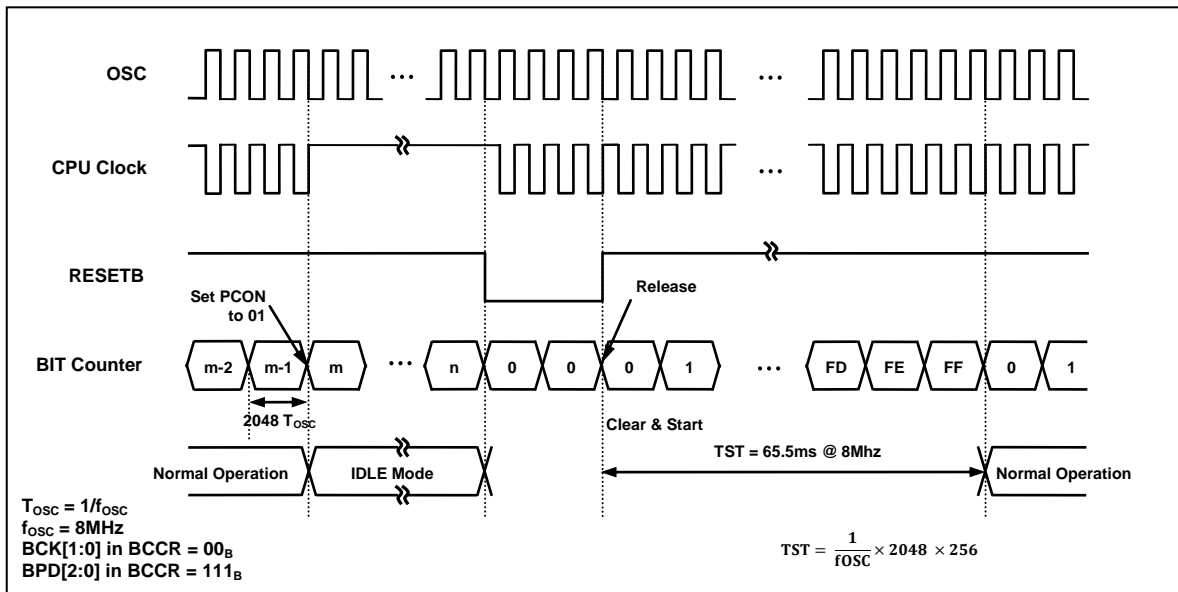 OSC
...
...
CPU Clock
...
RESETB
Set PCON
to 01
Release
BIT Counter
m-2
m-1
m
...
n
0
0
0
1
...
FD
FE
FF
0
1
2048 TOSC
Clear & Start
TST = 65.5ms @ 8Mhz
Normal Operation
IDLE Mode
Normal Operation
TOSC = 1/fOSC
fOSC = 8MHz
BCK[1:0] in BCCR = 00B
BPD[2:0] in BCCR = 111B
TST = 1/fOSC × 2048 × 256